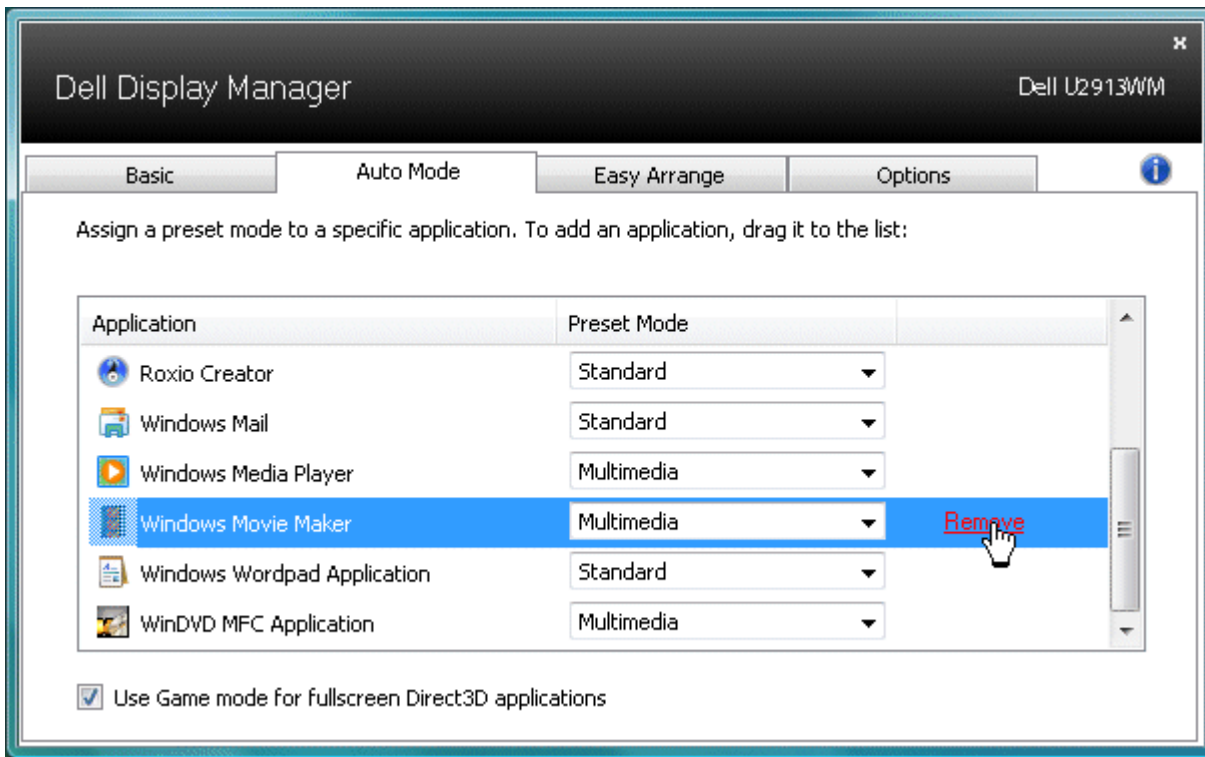 x
Dell Display Manager Dell U2913WM
Basic Auto Mode Easy Arrange Options i
Assign a preset mode to a specific application. To add an application, drag it to the list:
Application Preset Mode
Roxio Creator Standard
Windows Mail Standard
Windows Media Player Multimedia
Windows Movie Maker Multimedia Remove
Windows Wordpad Application Standard
WinDVD MFC Application Multimedia
Use Game mode for fullscreen Direct3D applications